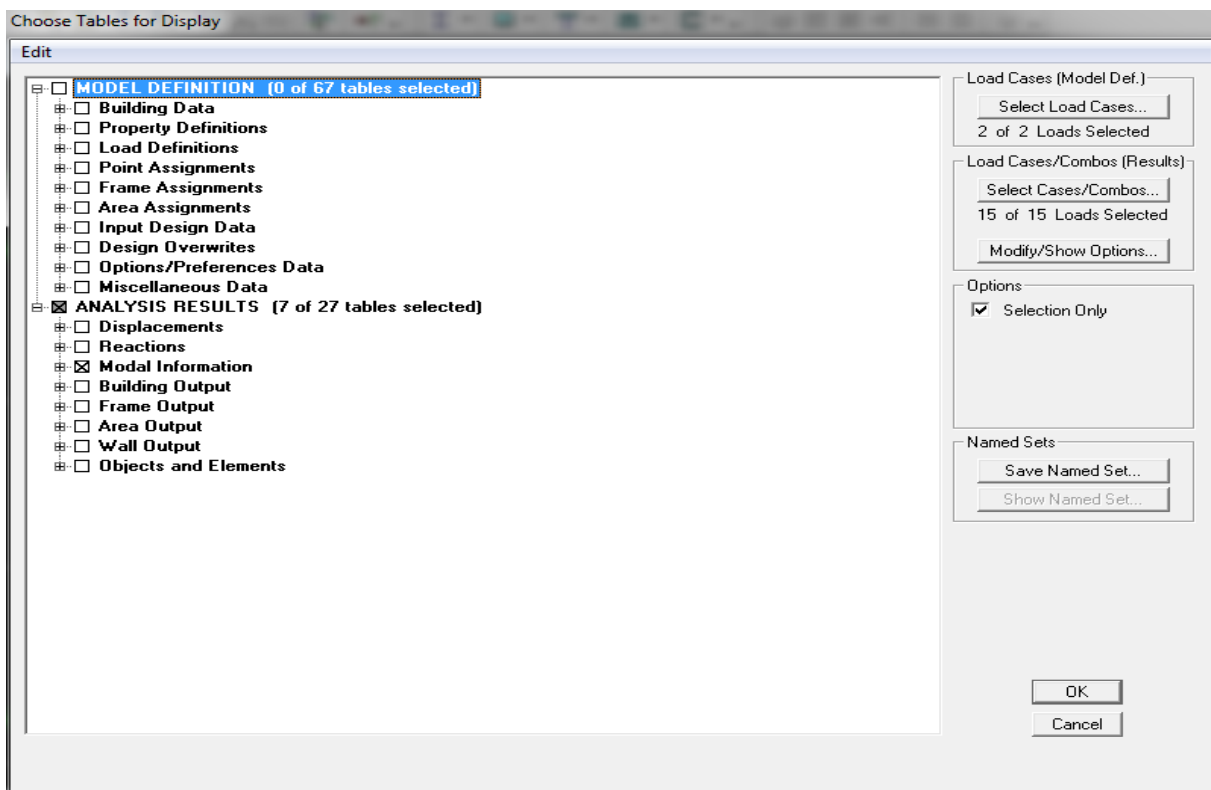 Choose Tables for Display
Edit
MODEL DEFINITION (0 of 67 tables selected)
Building Data
Property Definitions
Load Definitions
Point Assignments
Frame Assignments
Area Assignments
Input Design Data
Design Overwrites
Options/Preferences Data
Miscellaneous Data
ANALYSIS RESULTS (7 of 27 tables selected)
Displacements
Reactions
Modal Information
Building Output
Frame Output
Area Output
Wall Output
Objects and Elements
Load Cases (Model Def.)
Select Load Cases...
2 of 2 Loads Selected
Load Cases/Combos (Results)
Select Cases/Combos...
15 of 15 Loads Selected
Modify/Show Options...
Options
Selection Only
Named Sets
Save Named Set...
Show Named Set...
OK
Cancel